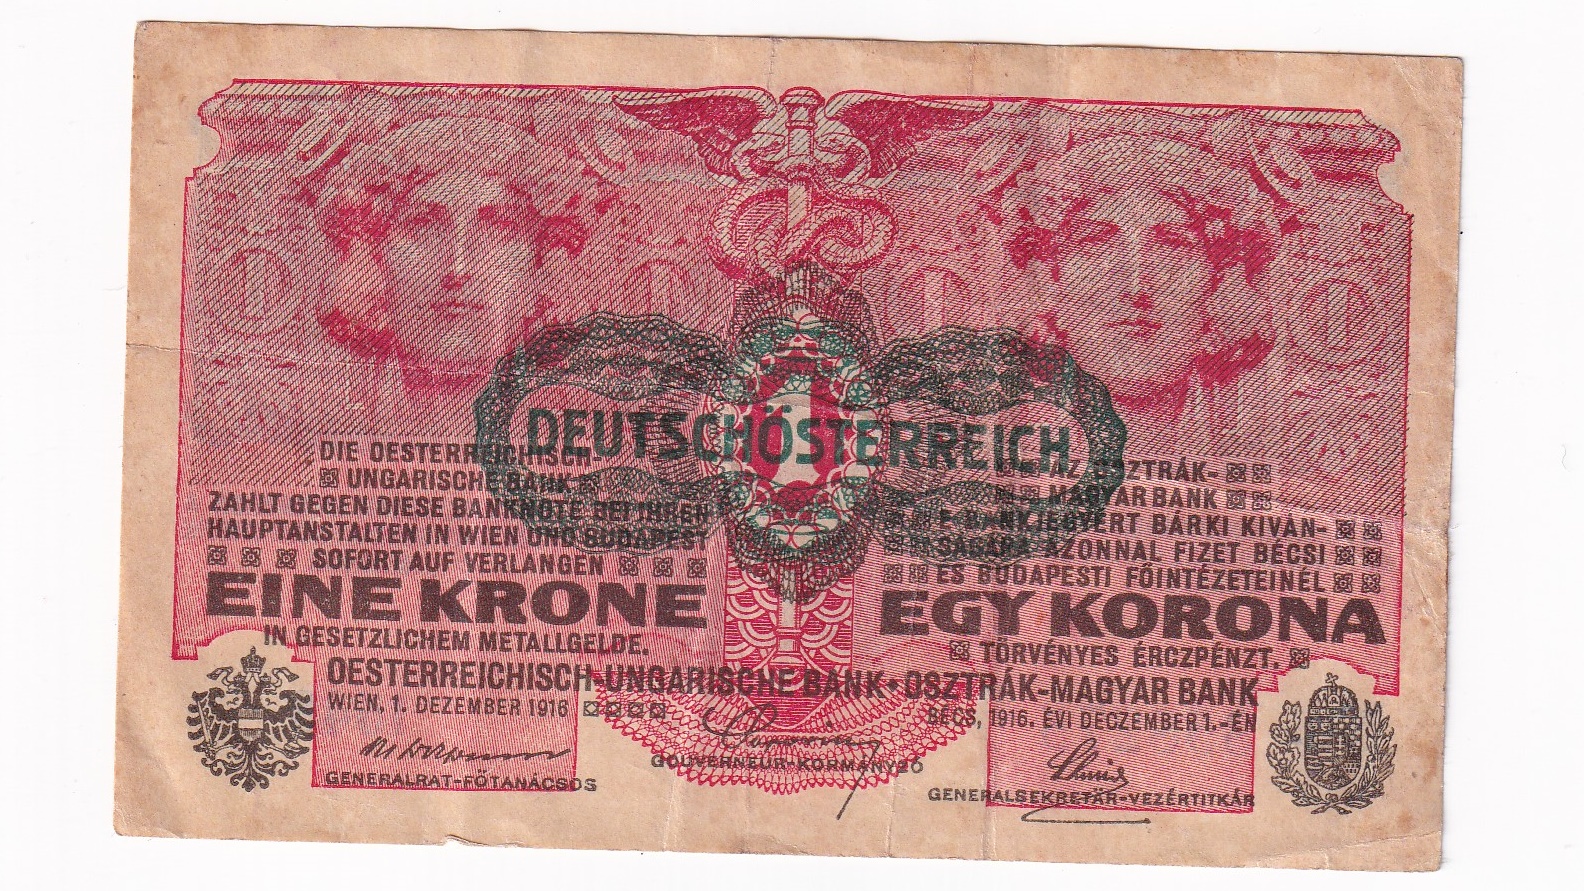 DEUTSCHÖSTERREICH
1
DIE OESTERREICHISCH-
UNGARISCHE BANK
ZAHLT GEGEN DIESE BANKNOTE BEI IHREN
HAUPTANSTALTEN IN WIEN UND BUDAPEST
SOFORT AUF VERLANGEN
EINE KRONE
IN GESETZLICHEM METALLGELDE.
AZ OSZTRÁK-
MAGYAR BANK
E BANKJEGYÉRT BÁRKI KIVÁN-
SÁGÁRA AZONNAL FIZET BÉCSI
ÉS BUDAPESTI FŐINTÉZETEINÉL
EGY KORONA
TÖRVÉNYES ÉRCZPÉNZT.
OESTERREICHISCH-UNGARISCHE BANK • OSZTRÁK-MAGYAR BANK
WIEN, 1. DEZEMBER 1916
BÉCS, 1916. ÉVI DECZEMBER 1.-ÉN
GENERALRAT-FŐTANÁCSOS
GOUVERNEUR-KORMÁNYZÓ
GENERALSEKRETÄR-VEZÉRTITKÁR